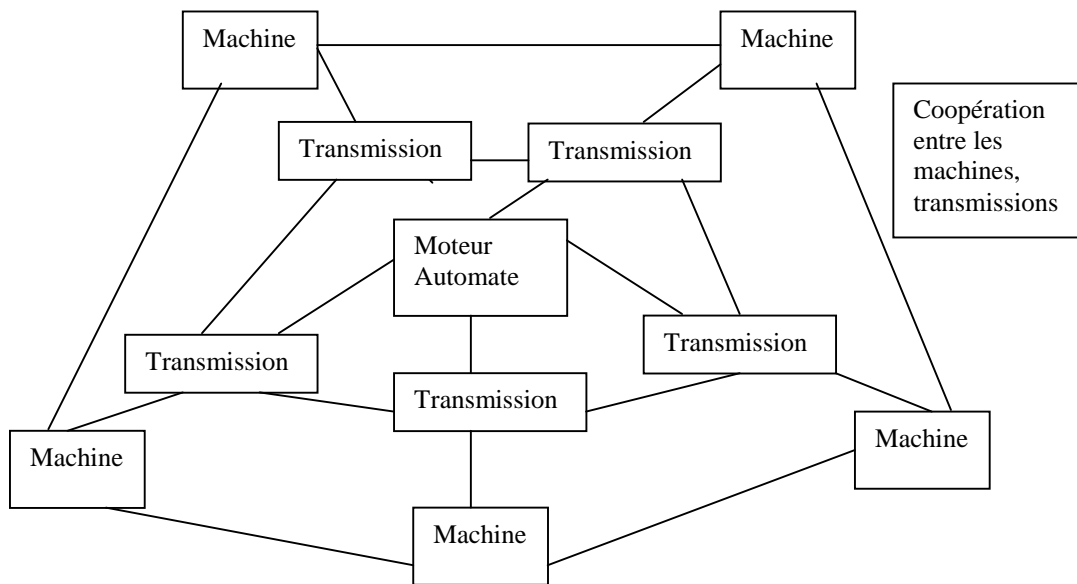 Machine
Machine
Coopération
entre les
machines,
transmissions
Transmission
Transmission
Moteur
Automate
Transmission
Transmission
Transmission
Machine
Machine
Machine